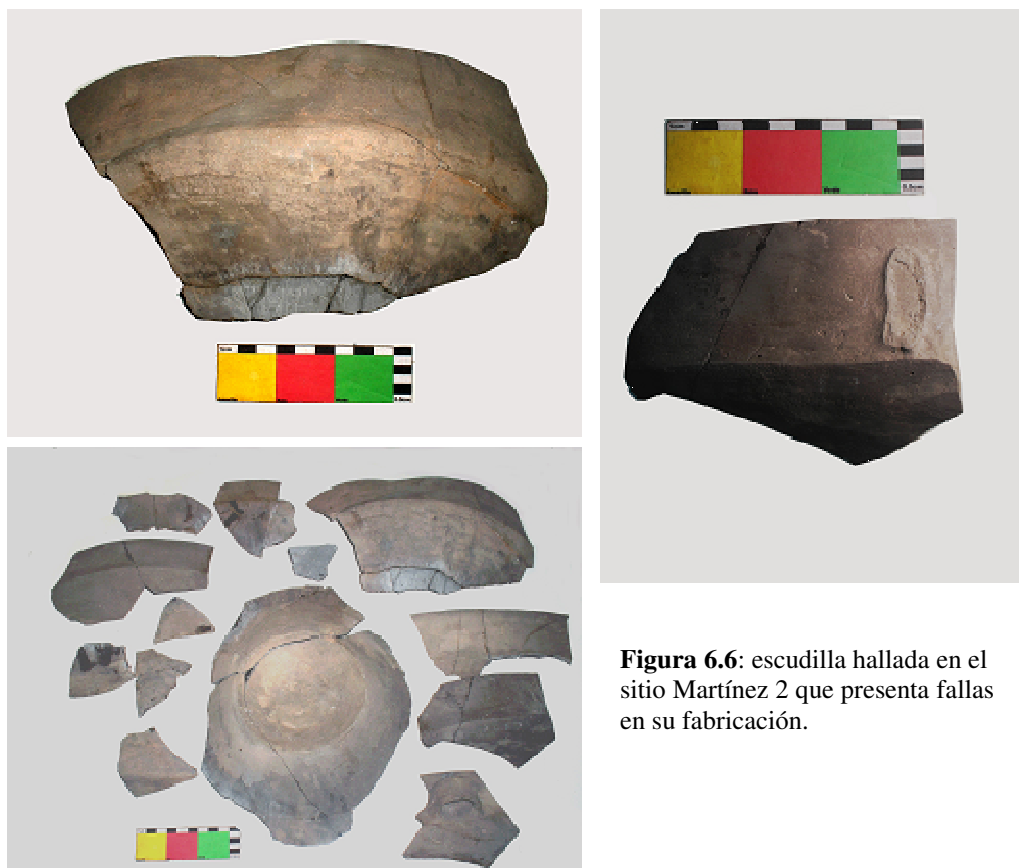 Figura 6.6: escudilla hallada en el
sitio Martínez 2 que presenta fallas
en su fabricación.